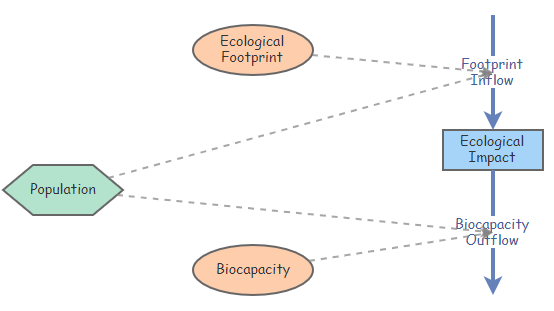 Ecological
Footprint
Footprint
Inflow
Ecological
Impact
Population
Biocapacity
Outflow
Biocapacity